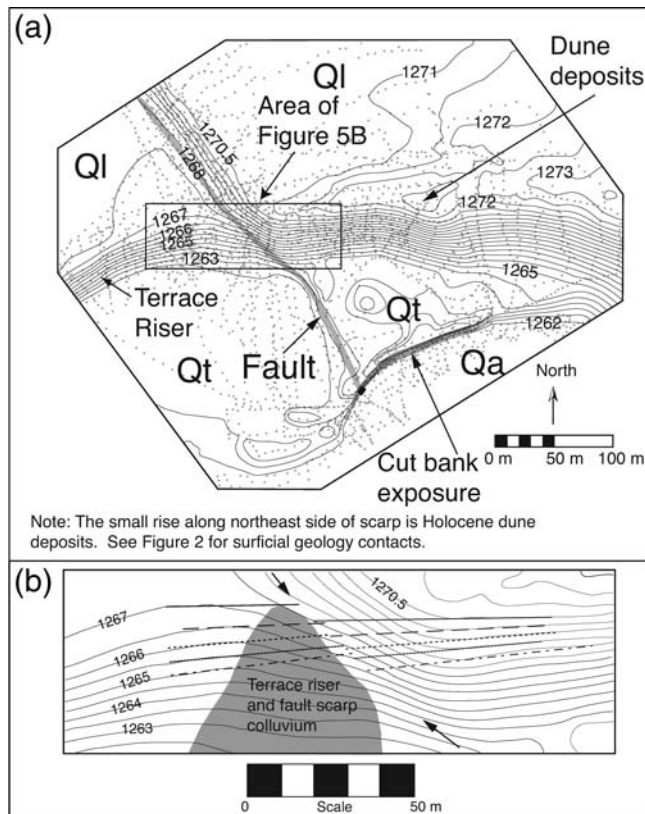 (a)
Dune
deposits
Ql
1271
Area of
Figure 5B
1270.5
1268
1272
1273
Ql
1272
1267
1266
1265
1263
1265
Terrace
Riser
Qt
1262
Fault
Qt
Qa
North
Cut bank
exposure
0 m 50 m 100 m
Note: The small rise along northeast side of scarp is Holocene dune
deposits. See Figure 2 for surficial geology contacts.
(b)
1270.5
1267
1266
1265
1264
1263
Terrace riser
and fault scarp
colluvium
0 Scale 50 m